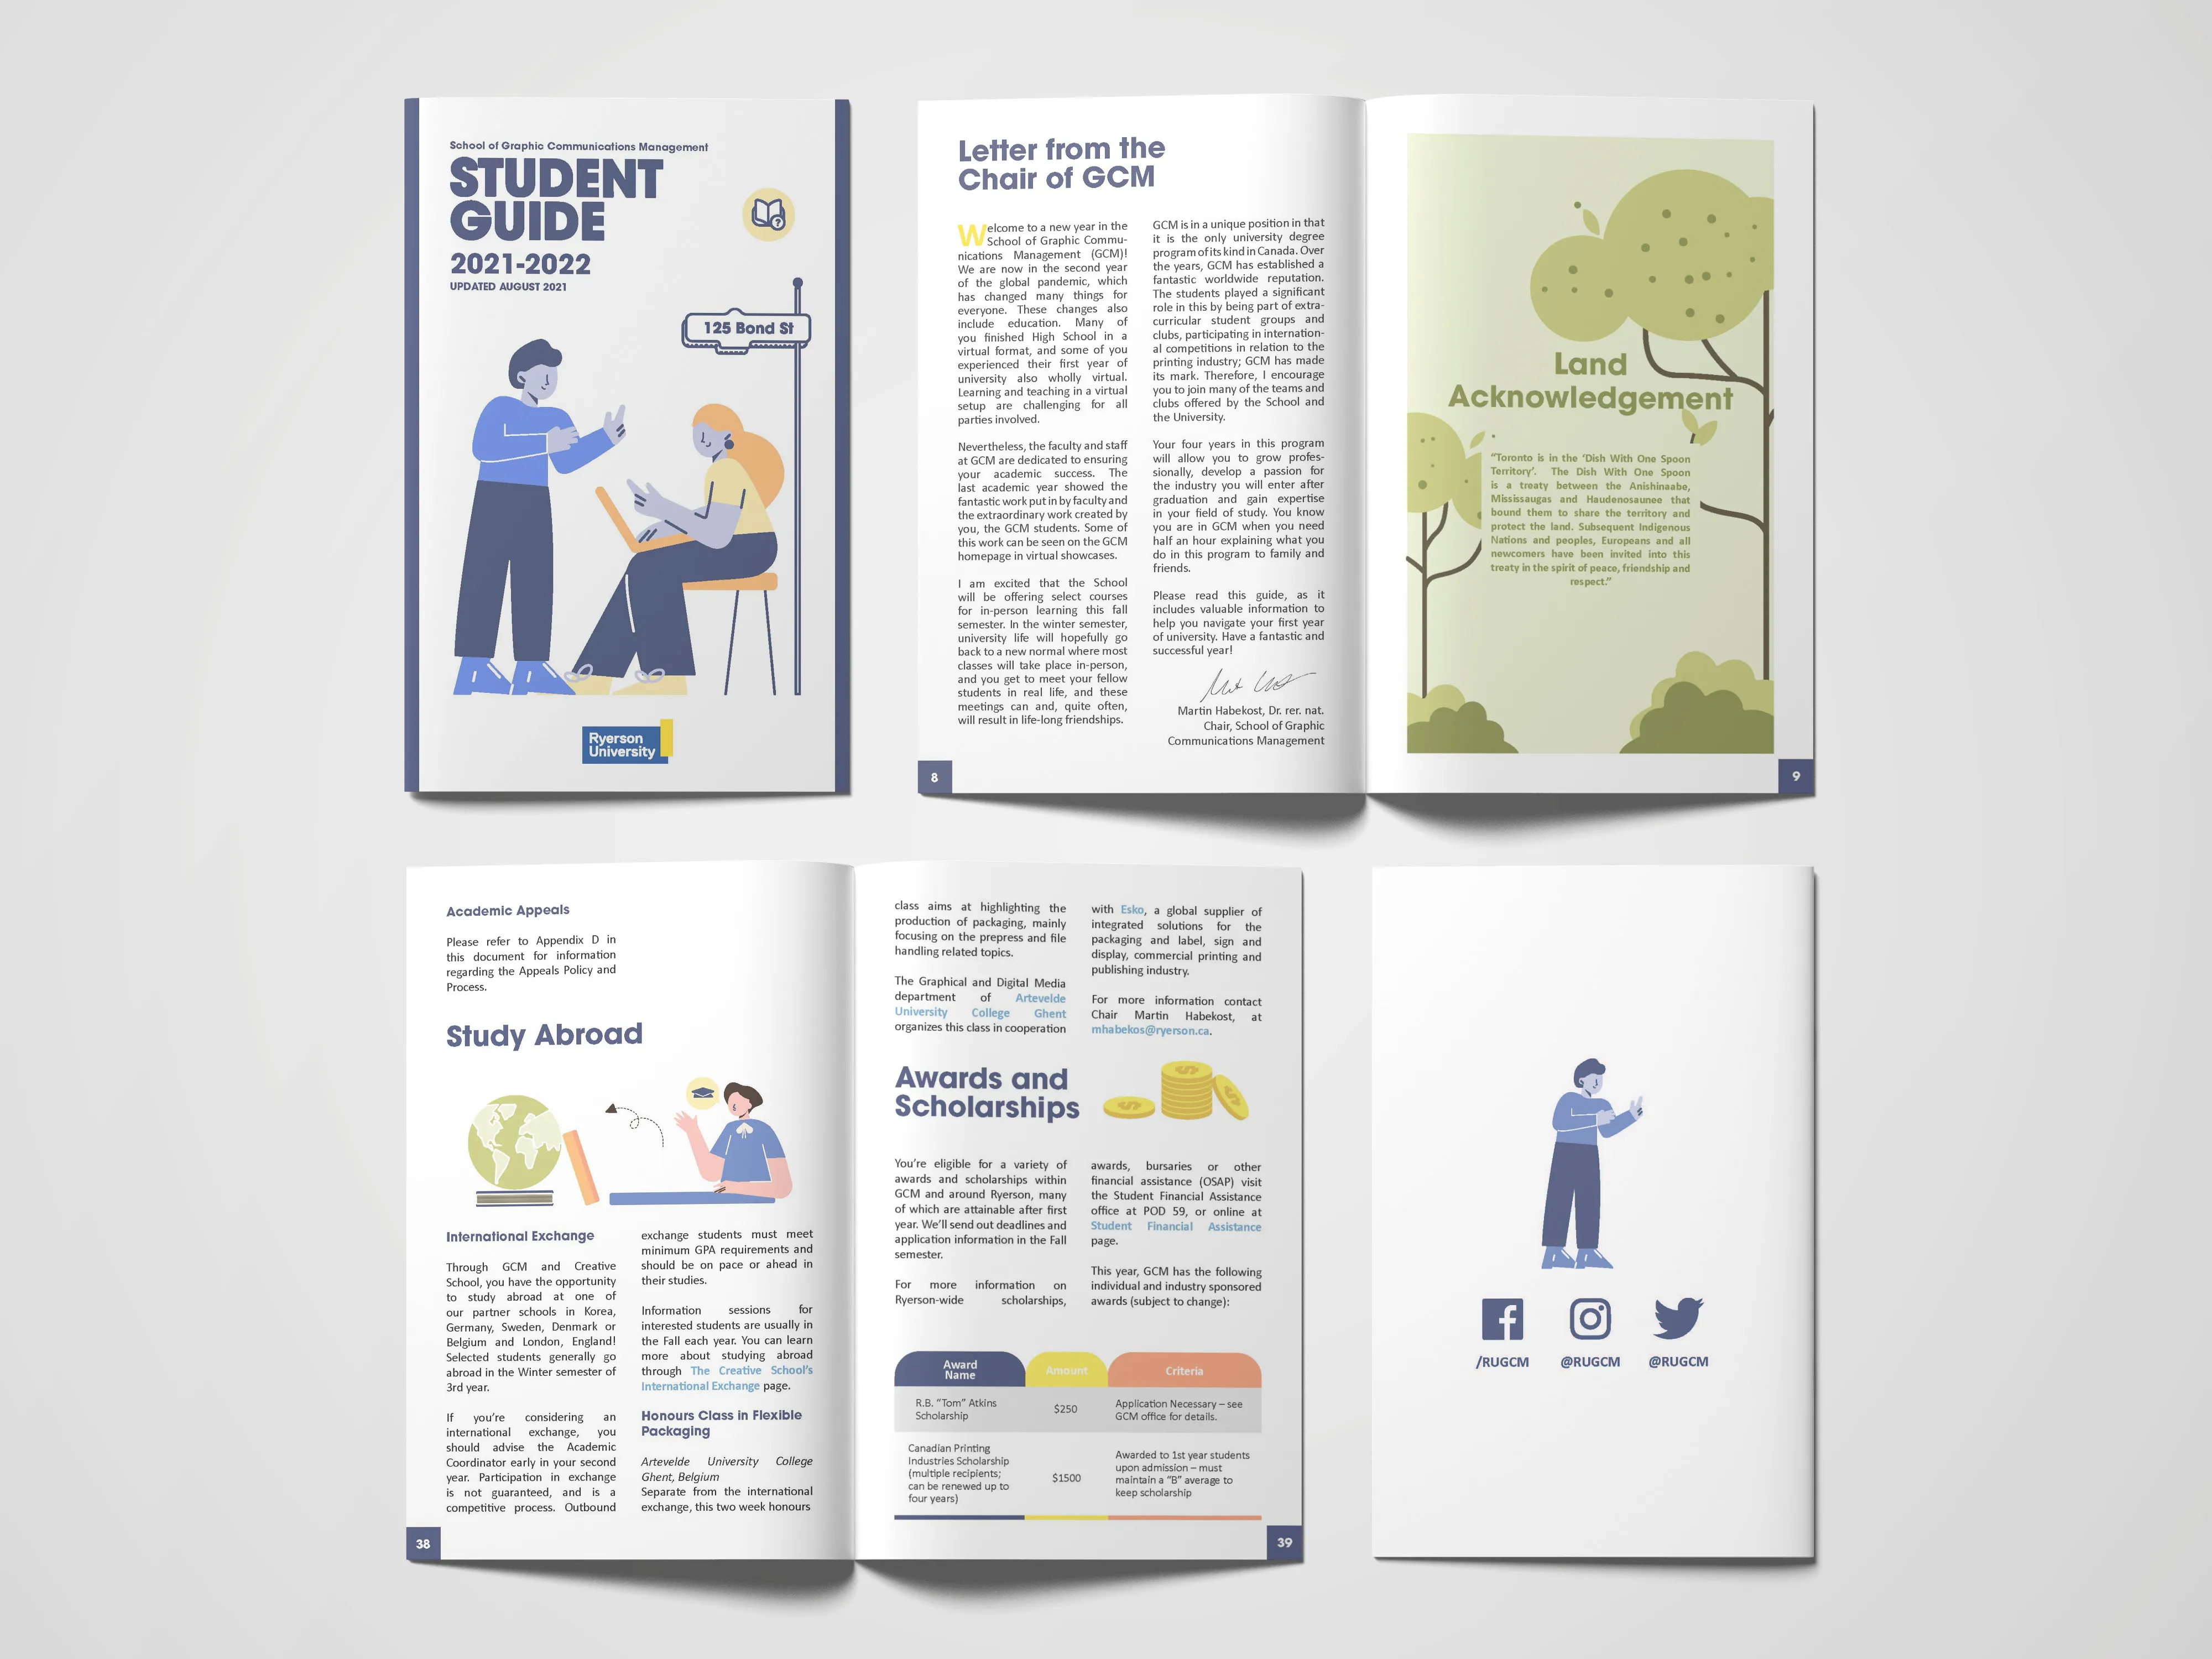 School of Graphic Communications Management
STUDENT
GUIDE
2021-2022
UPDATED AUGUST 2021
125 Bond St
Ryerson
University
Letter from the
Chair of GCM
Welcome to a new year in the
School of Graphic Commu-
nications Management (GCM)!
We are now in the second year
of the global pandemic, which
has changed many things for
everyone. These changes also
include education. Many of
you finished High School in a
virtual format, and some of you
experienced their first year of
university also wholly virtual.
Learning and teaching in a virtual
setup are challenging for all
parties involved.
Nevertheless, the faculty and staff
at GCM are dedicated to ensuring
your academic success. The
last academic year showed the
fantastic work put in by faculty and
the extraordinary work created by
you, the GCM students. Some of
this work can be seen on the GCM
homepage in virtual showcases.
I am excited that the School
will be offering select courses
for in-person learning this fall
semester. In the winter semester,
university life will hopefully go
back to a new normal where most
classes will take place in-person,
and you get to meet your fellow
students in real life, and these
meetings can and, quite often,
will result in life-long friendships.
GCM is in a unique position in that
it is the only university degree
program of its kind in Canada. Over
the years, GCM has established a
fantastic worldwide reputation.
The students played a significant
role in this by being part of extra-
curricular student groups and
clubs, participating in internation-
al competitions in relation to the
printing industry; GCM has made
its mark. Therefore, I encourage
you to join many of the teams and
clubs offered by the School and
the University.
Your four years in this program
will allow you to grow profes-
sionally, develop a passion for
the industry you will enter after
graduation and gain expertise
in your field of study. You know
you are in GCM when you need
half an hour explaining what you
do in this program to family and
friends.
Please read this guide, as it
includes valuable information to
help you navigate your first year
of university. Have a fantastic and
successful year!
Martin Habekost, Dr. rer. nat.
Chair, School of Graphic
Communications Management
8
Land
Acknowledgement
“Toronto is in the ‘Dish With One Spoon
Territory’. The Dish With One Spoon
is a treaty between the Anishinaabe,
Mississaugas and Haudenosaunee that
bound them to share the territory and
protect the land. Subsequent Indigenous
Nations and peoples, Europeans and all
newcomers have been invited into this
treaty in the spirit of peace, friendship and
respect.”
9
Academic Appeals
Please refer to Appendix D in
this document for information
regarding the Appeals Policy and
Process.
Study Abroad
International Exchange
Through GCM and Creative
School, you have the opportunity
to study abroad at one of
our partner schools in Korea,
Germany, Sweden, Denmark or
Belgium and London, England!
Selected students generally go
abroad in the Winter semester of
3rd year.
If you’re considering an
international exchange, you
should advise the Academic
Coordinator early in your second
year. Participation in exchange
is not guaranteed, and is a
competitive process. Outbound
exchange students must meet
minimum GPA requirements and
should be on pace or ahead in
their studies.
Information sessions for
interested students are usually in
the Fall each year. You can learn
more about studying abroad
through The Creative School’s
International Exchange page.
Honours Class in Flexible
Packaging
Artevelde University College
Ghent, Belgium
Separate from the international
exchange, this two week honours
38
class aims at highlighting the
production of packaging, mainly
focusing on the prepress and file
handling related topics.
The Graphical and Digital Media
department of Artevelde
University College Ghent
organizes this class in cooperation
with Esko, a global supplier of
integrated solutions for the
packaging and label, sign and
display, commercial printing and
publishing industry.
For more information contact
Chair Martin Habekost, at
mhabekos@ryerson.ca.
Awards and
Scholarships
You’re eligible for a variety of
awards and scholarships within
GCM and around Ryerson, many
of which are attainable after first
year. We’ll send out deadlines and
application information in the Fall
semester.
For more information on
Ryerson-wide scholarships,
awards, bursaries or other
financial assistance (OSAP) visit
the Student Financial Assistance
office at POD 59, or online at
Student Financial Assistance
page.
This year, GCM has the following
individual and industry sponsored
awards (subject to change):
Award
Name
Amount
Criteria
R.B. “Tom” Atkins
Scholarship
$250
Application Necessary – see
GCM office for details.
Canadian Printing
Industries Scholarship
(multiple recipients;
can be renewed up to
four years)
$1500
Awarded to 1st year students
upon admission – must
maintain a “B” average to
keep scholarship
39
/RUGCM
@RUGCM
@RUGCM